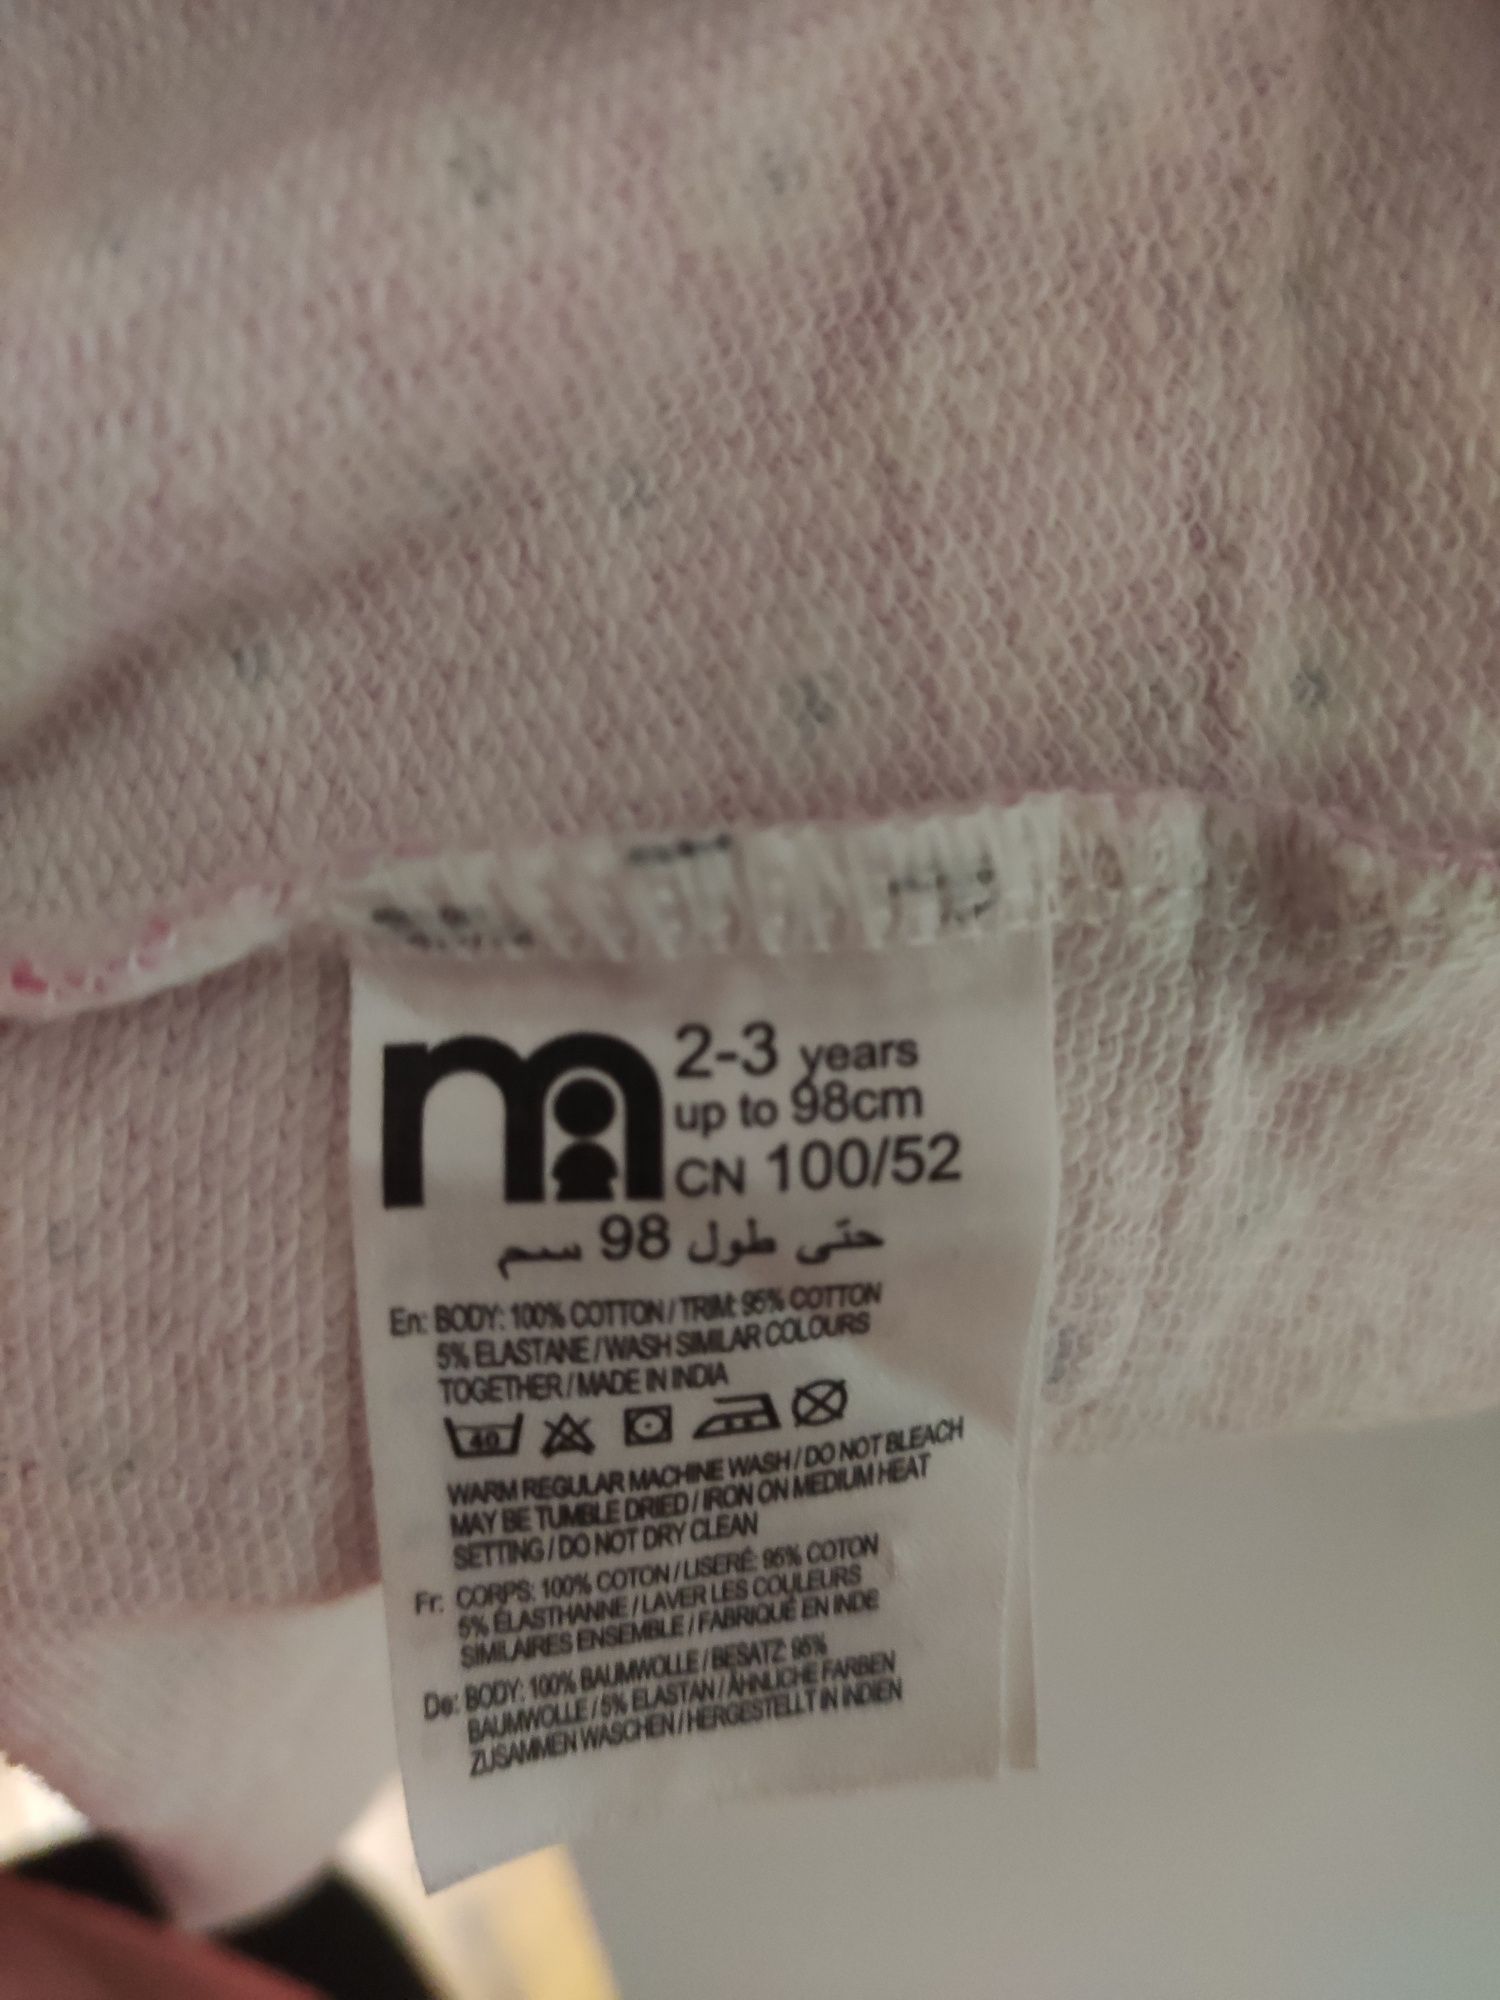 2-3 years
up to 98cm
CN 100/52
حتى طول 98 سم
En: BODY: 100% COTTON / TRIM: 95% COTTON
5% ELASTANE / WASH SIMILAR COLOURS
TOGETHER / MADE IN INDIA
40
WARM REGULAR MACHINE WASH / DO NOT BLEACH
MAY BE TUMBLE DRIED / IRON ON MEDIUM HEAT
SETTING / DO NOT DRY CLEAN
Fr: CORPS: 100% COTON / LISERÉ: 95% COTON
5% ÉLASTHANNE / LAVER LES COULEURS
SIMILAIRES ENSEMBLE / FABRIQUÉ EN INDE
De: BODY: 100% BAUMWOLLE / BESATZ: 95%
BAUMWOLLE / 5% ELASTAN / ÄHNLICHE FARBEN
ZUSAMMEN WASCHEN / HERGESTELLT IN INDIEN